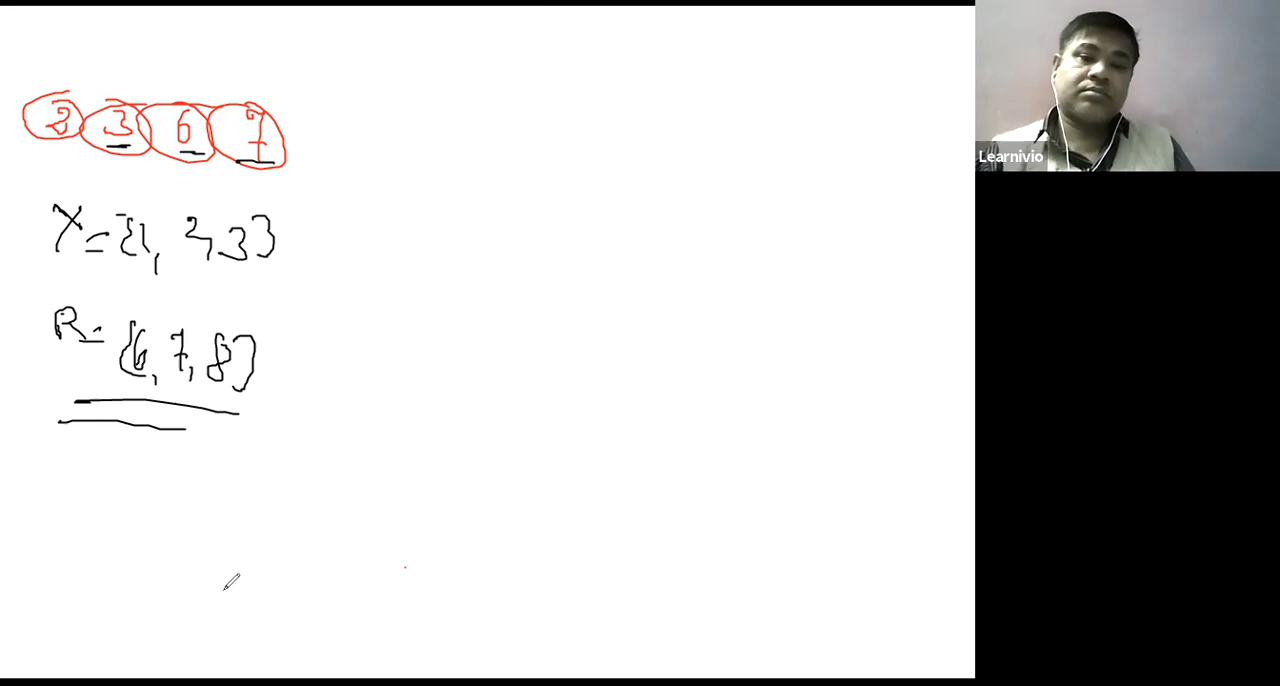 2 3 6 7
X = {1, 2, 3}
R = {6, 7, 8}
Learnivio